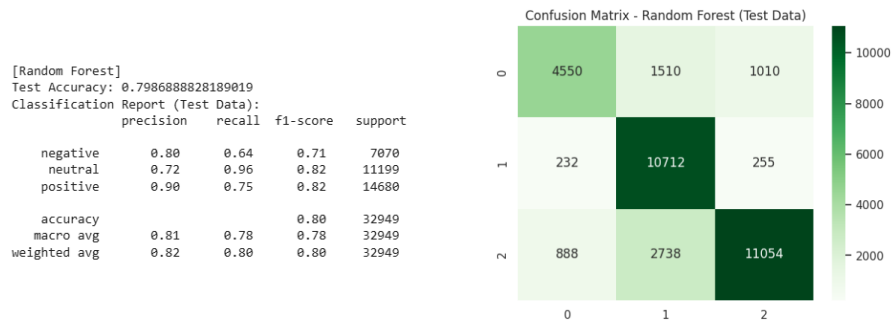 [Random Forest]
Test Accuracy: 0.7986888828189019
Classification Report (Test Data):
precision recall f1-score support
negative 0.80 0.64 0.71 7070
neutral 0.72 0.96 0.82 11199
positive 0.90 0.75 0.82 14680
accuracy 0.80 32949
macro avg 0.81 0.78 0.78 32949
weighted avg 0.82 0.80 0.80 32949
Confusion Matrix - Random Forest (Test Data)
0 4550 1510 1010
1 232 10712 255
2 888 2738 11054
0 1 2
10000
8000
6000
4000
2000